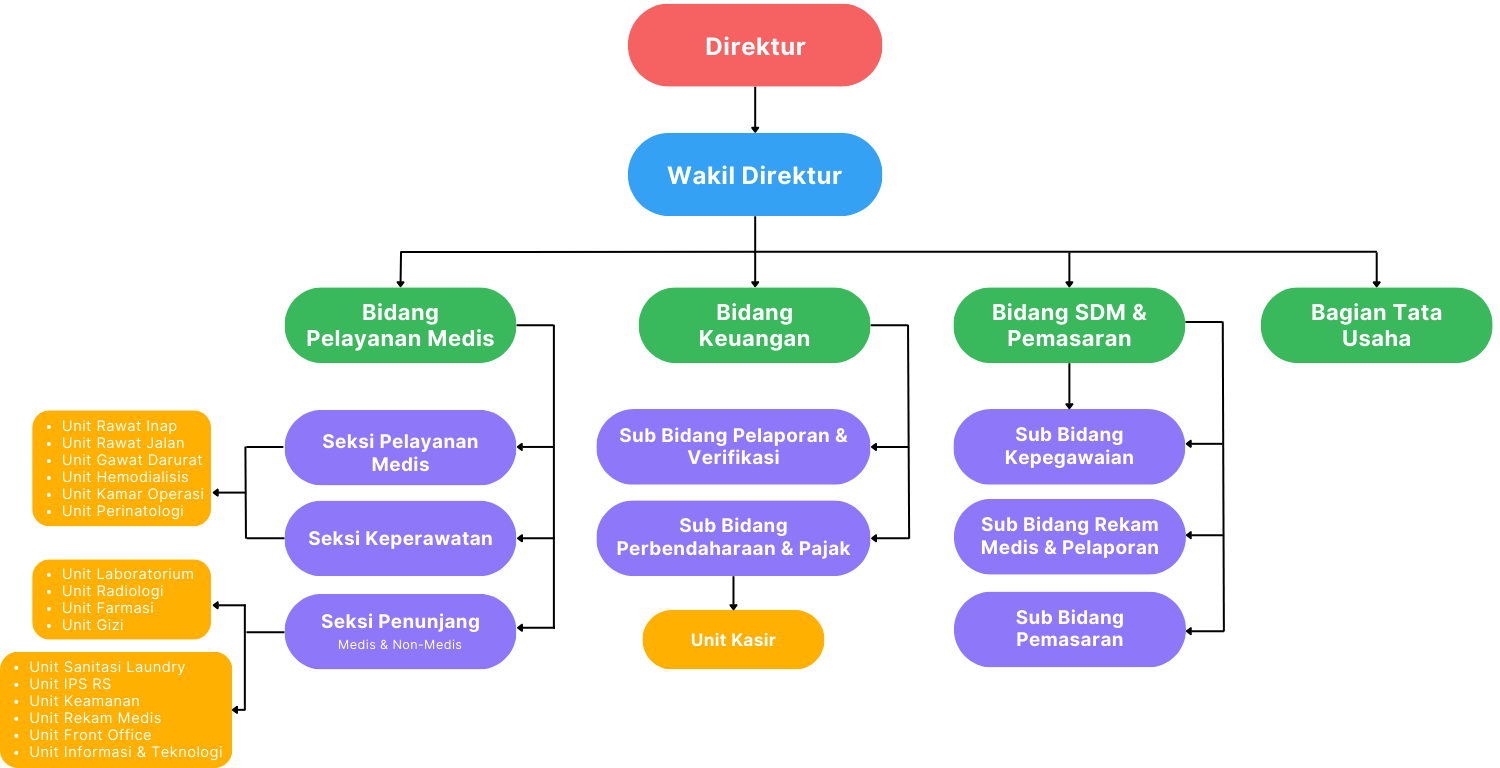 Direktur
Wakil Direktur
Bidang
Pelayanan Medis
Bidang
Keuangan
Bidang SDM &
Pemasaran
Bagian Tata
Usaha
• Unit Rawat Inap
• Unit Rawat Jalan
• Unit Gawat Darurat
• Unit Hemodialisis
• Unit Kamar Operasi
• Unit Perinatologi
Seksi Pelayanan
Medis
Sub Bidang Pelaporan &
Verifikasi
Sub Bidang
Kepegawaian
Seksi Keperawatan
Sub Bidang
Perbendaharaan & Pajak
Sub Bidang Rekam
Medis & Pelaporan
• Unit Laboratorium
• Unit Radiologi
• Unit Farmasi
• Unit Gizi
Seksi Penunjang
Medis & Non-Medis
Unit Kasir
Sub Bidang
Pemasaran
• Unit Sanitasi Laundry
• Unit IPS RS
• Unit Keamanan
• Unit Rekam Medis
• Unit Front Office
• Unit Informasi & Teknologi